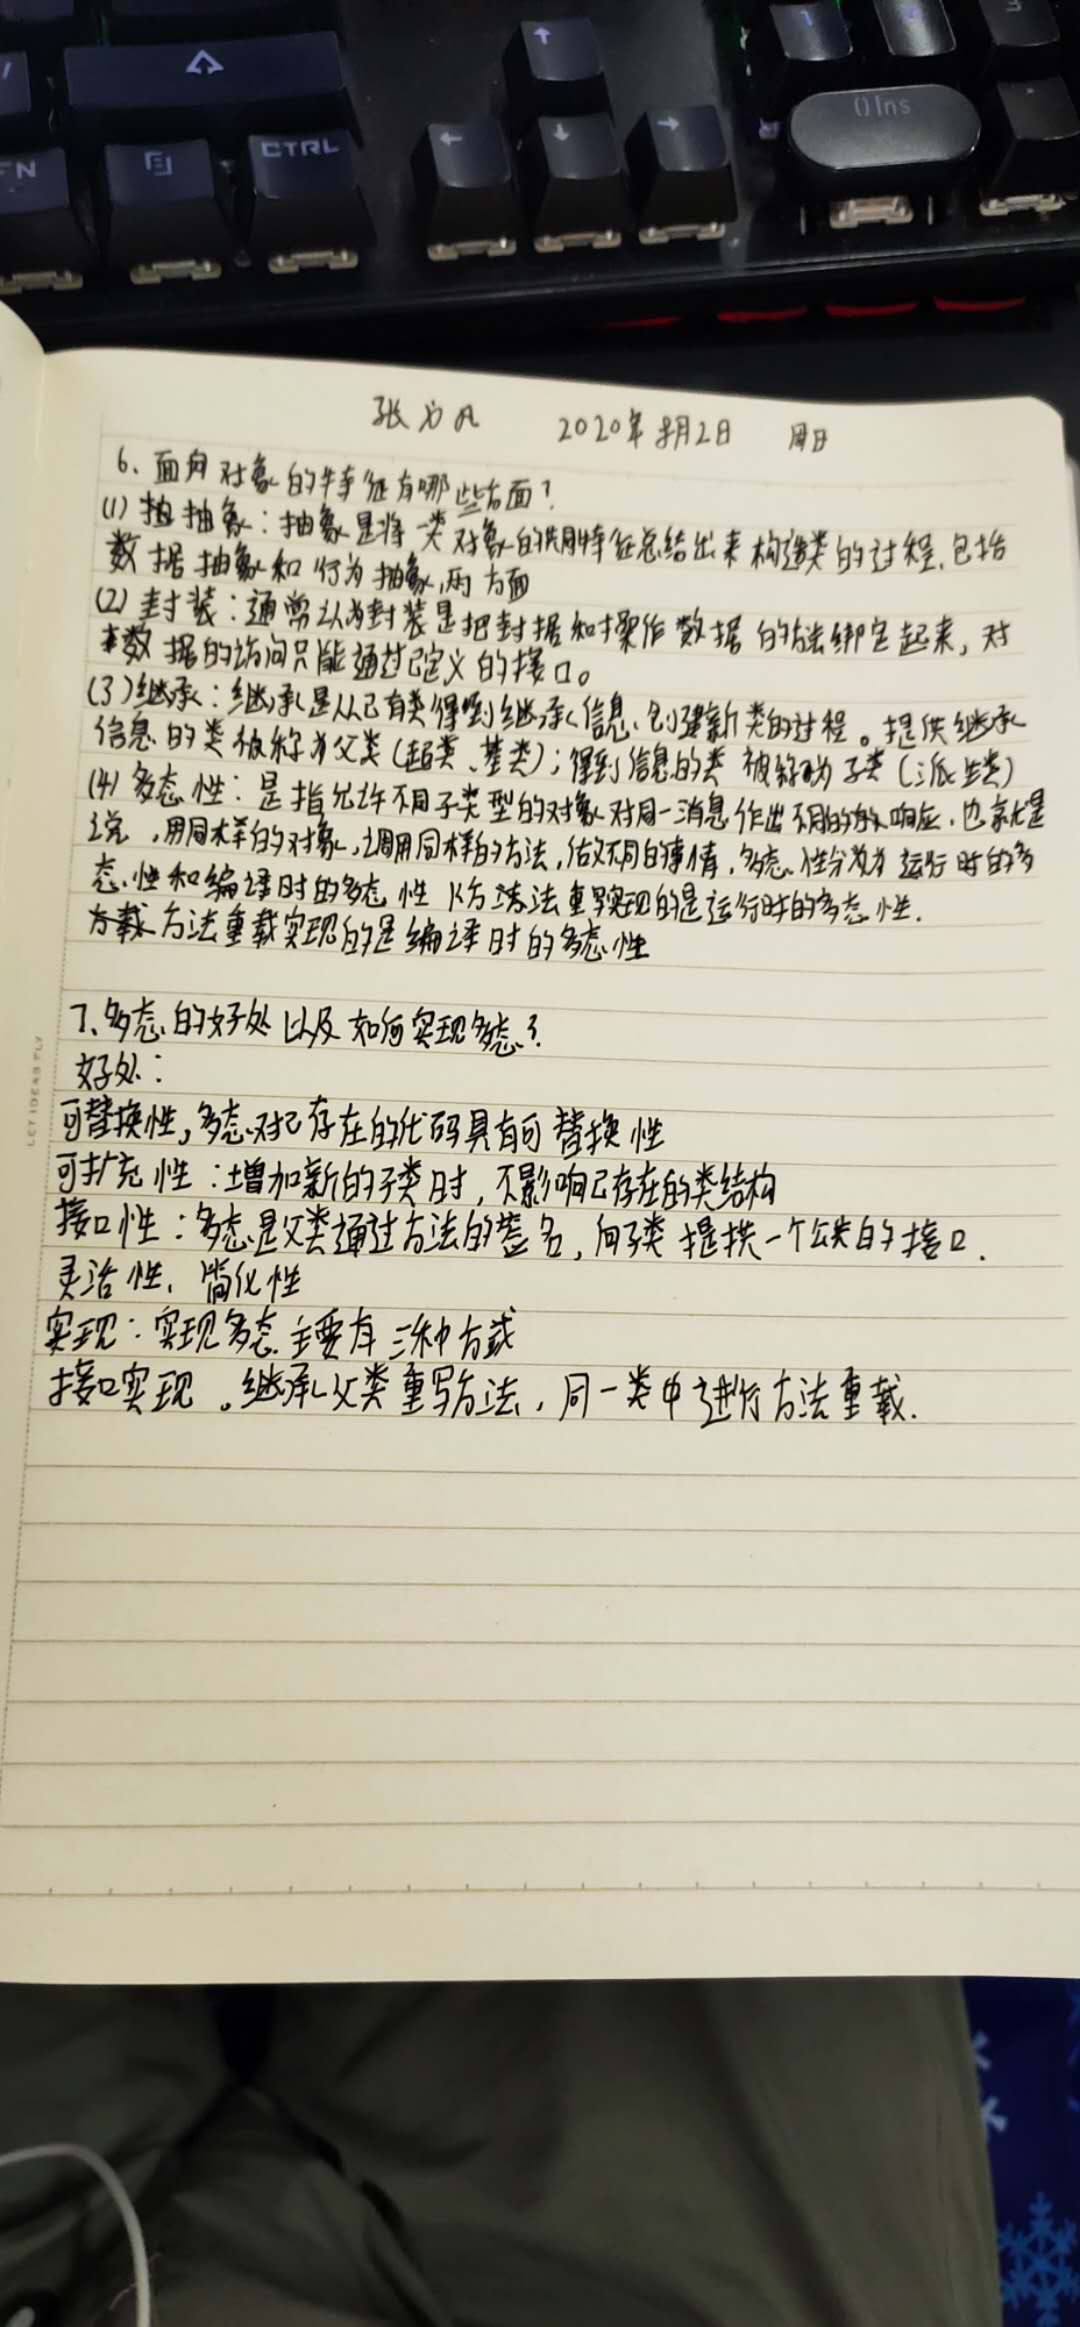 CTRL
FN
0 Ins
张方凡 2020年8月2日 周日
6、面向对象的特征有哪些方面?
(1) 抽象:抽象是将一类对象的共同特征总结出来构造类的过程,包括
数据抽象和行为抽象,两方面
(2) 封装:通常认为封装是把封据和操作数据的方法绑定起来,对
数据的访问只能通过已定义的接口。
(3)继承:继承是从已有类得到继承信息、创建新类的过程。提供继承
信息的类被称为父类(超类、基类);得到信息的类被称为子类(派生类)
(4) 多态性:是指允许不同子类型的对象对同一消息作出不同的响应,也就是
说,用同样的对象,调用同样的方法,做不同的事情,多态性分为运行时的多
态性和编译时的多态性 方法重写实现的是运行时的多态性.
方法重载实现的是编译时的多态性
7、多态的好处以及如何实现多态?
好处:
可替换性,多态对已存在的代码具有可替换性
可扩充性:增加新的子类时,不影响已存在的类结构
接口性:多态是父类通过方法的签名,向子类提供一个公共的接口.
灵活性、简化性
实现:实现多态主要有三种方式
接口实现。继承父类重写方法,同一类中进行方法重载.
LET IDEAS FLY